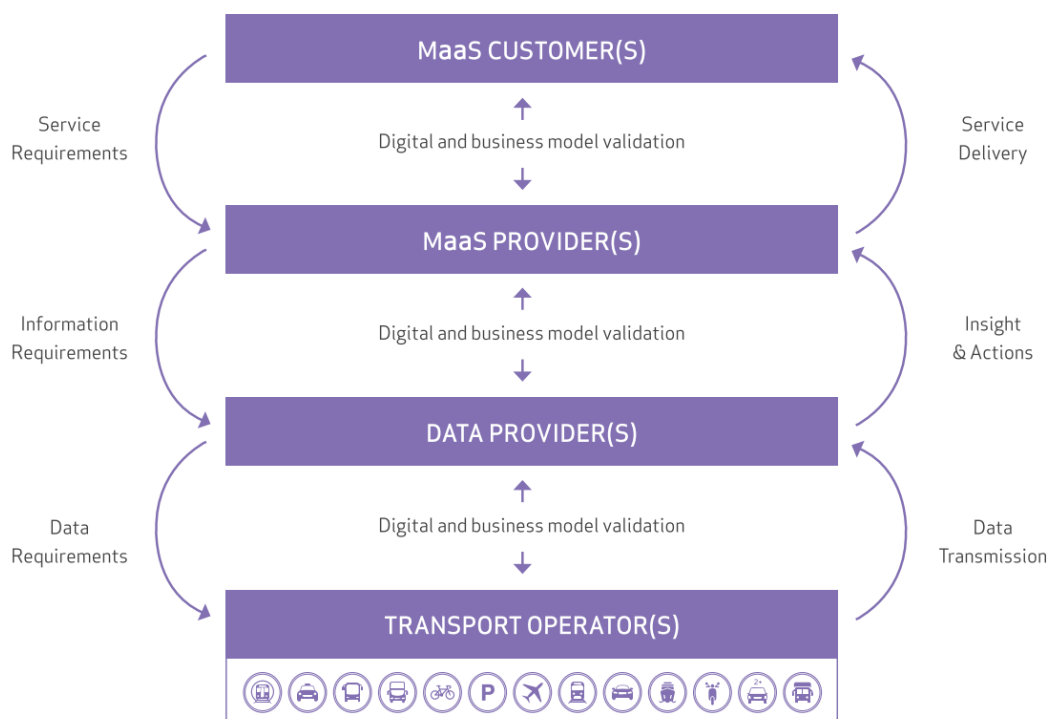 MaaS CUSTOMER(S)
Service
Requirements
Digital and business model validation
Service
Delivery
MaaS PROVIDER(S)
Information
Requirements
Digital and business model validation
Insight
& Actions
DATA PROVIDER(S)
Data
Requirements
Digital and business model validation
Data
Transmission
TRANSPORT OPERATOR(S)
P
2+